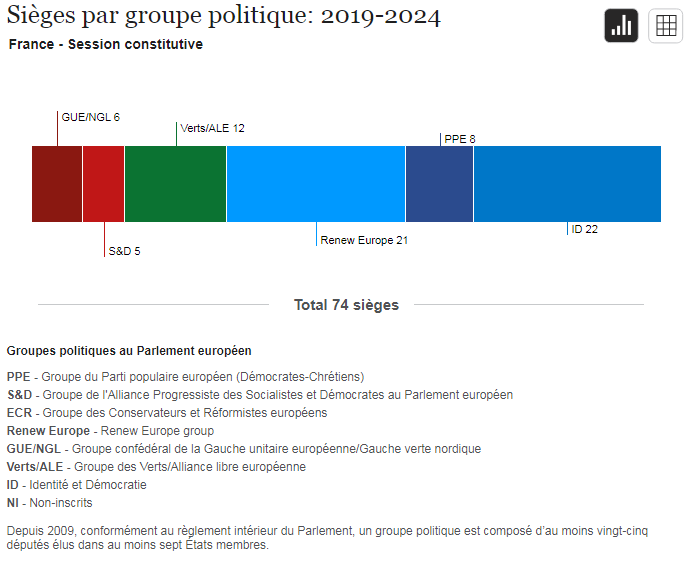 Sièges par groupe politique: 2019-2024
France - Session constitutive
GUE/NGL 6
Verts/ALE 12
PPE 8
S&D 5
Renew Europe 21
ID 22
Total 74 sièges
Groupes politiques au Parlement européen
PPE - Groupe du Parti populaire européen (Démocrates-Chrétiens)
S&D - Groupe de l'Alliance Progressiste des Socialistes et Démocrates au Parlement européen
ECR - Groupe des Conservateurs et Réformistes européens
Renew Europe - Renew Europe group
GUE/NGL - Groupe confédéral de la Gauche unitaire européenne/Gauche verte nordique
Verts/ALE - Groupe des Verts/Alliance libre européenne
ID - Identité et Démocratie
NI - Non-inscrits
Depuis 2009, conformément au règlement intérieur du Parlement, un groupe politique est composé d'au moins vingt-cinq
députés élus dans au moins sept États membres.